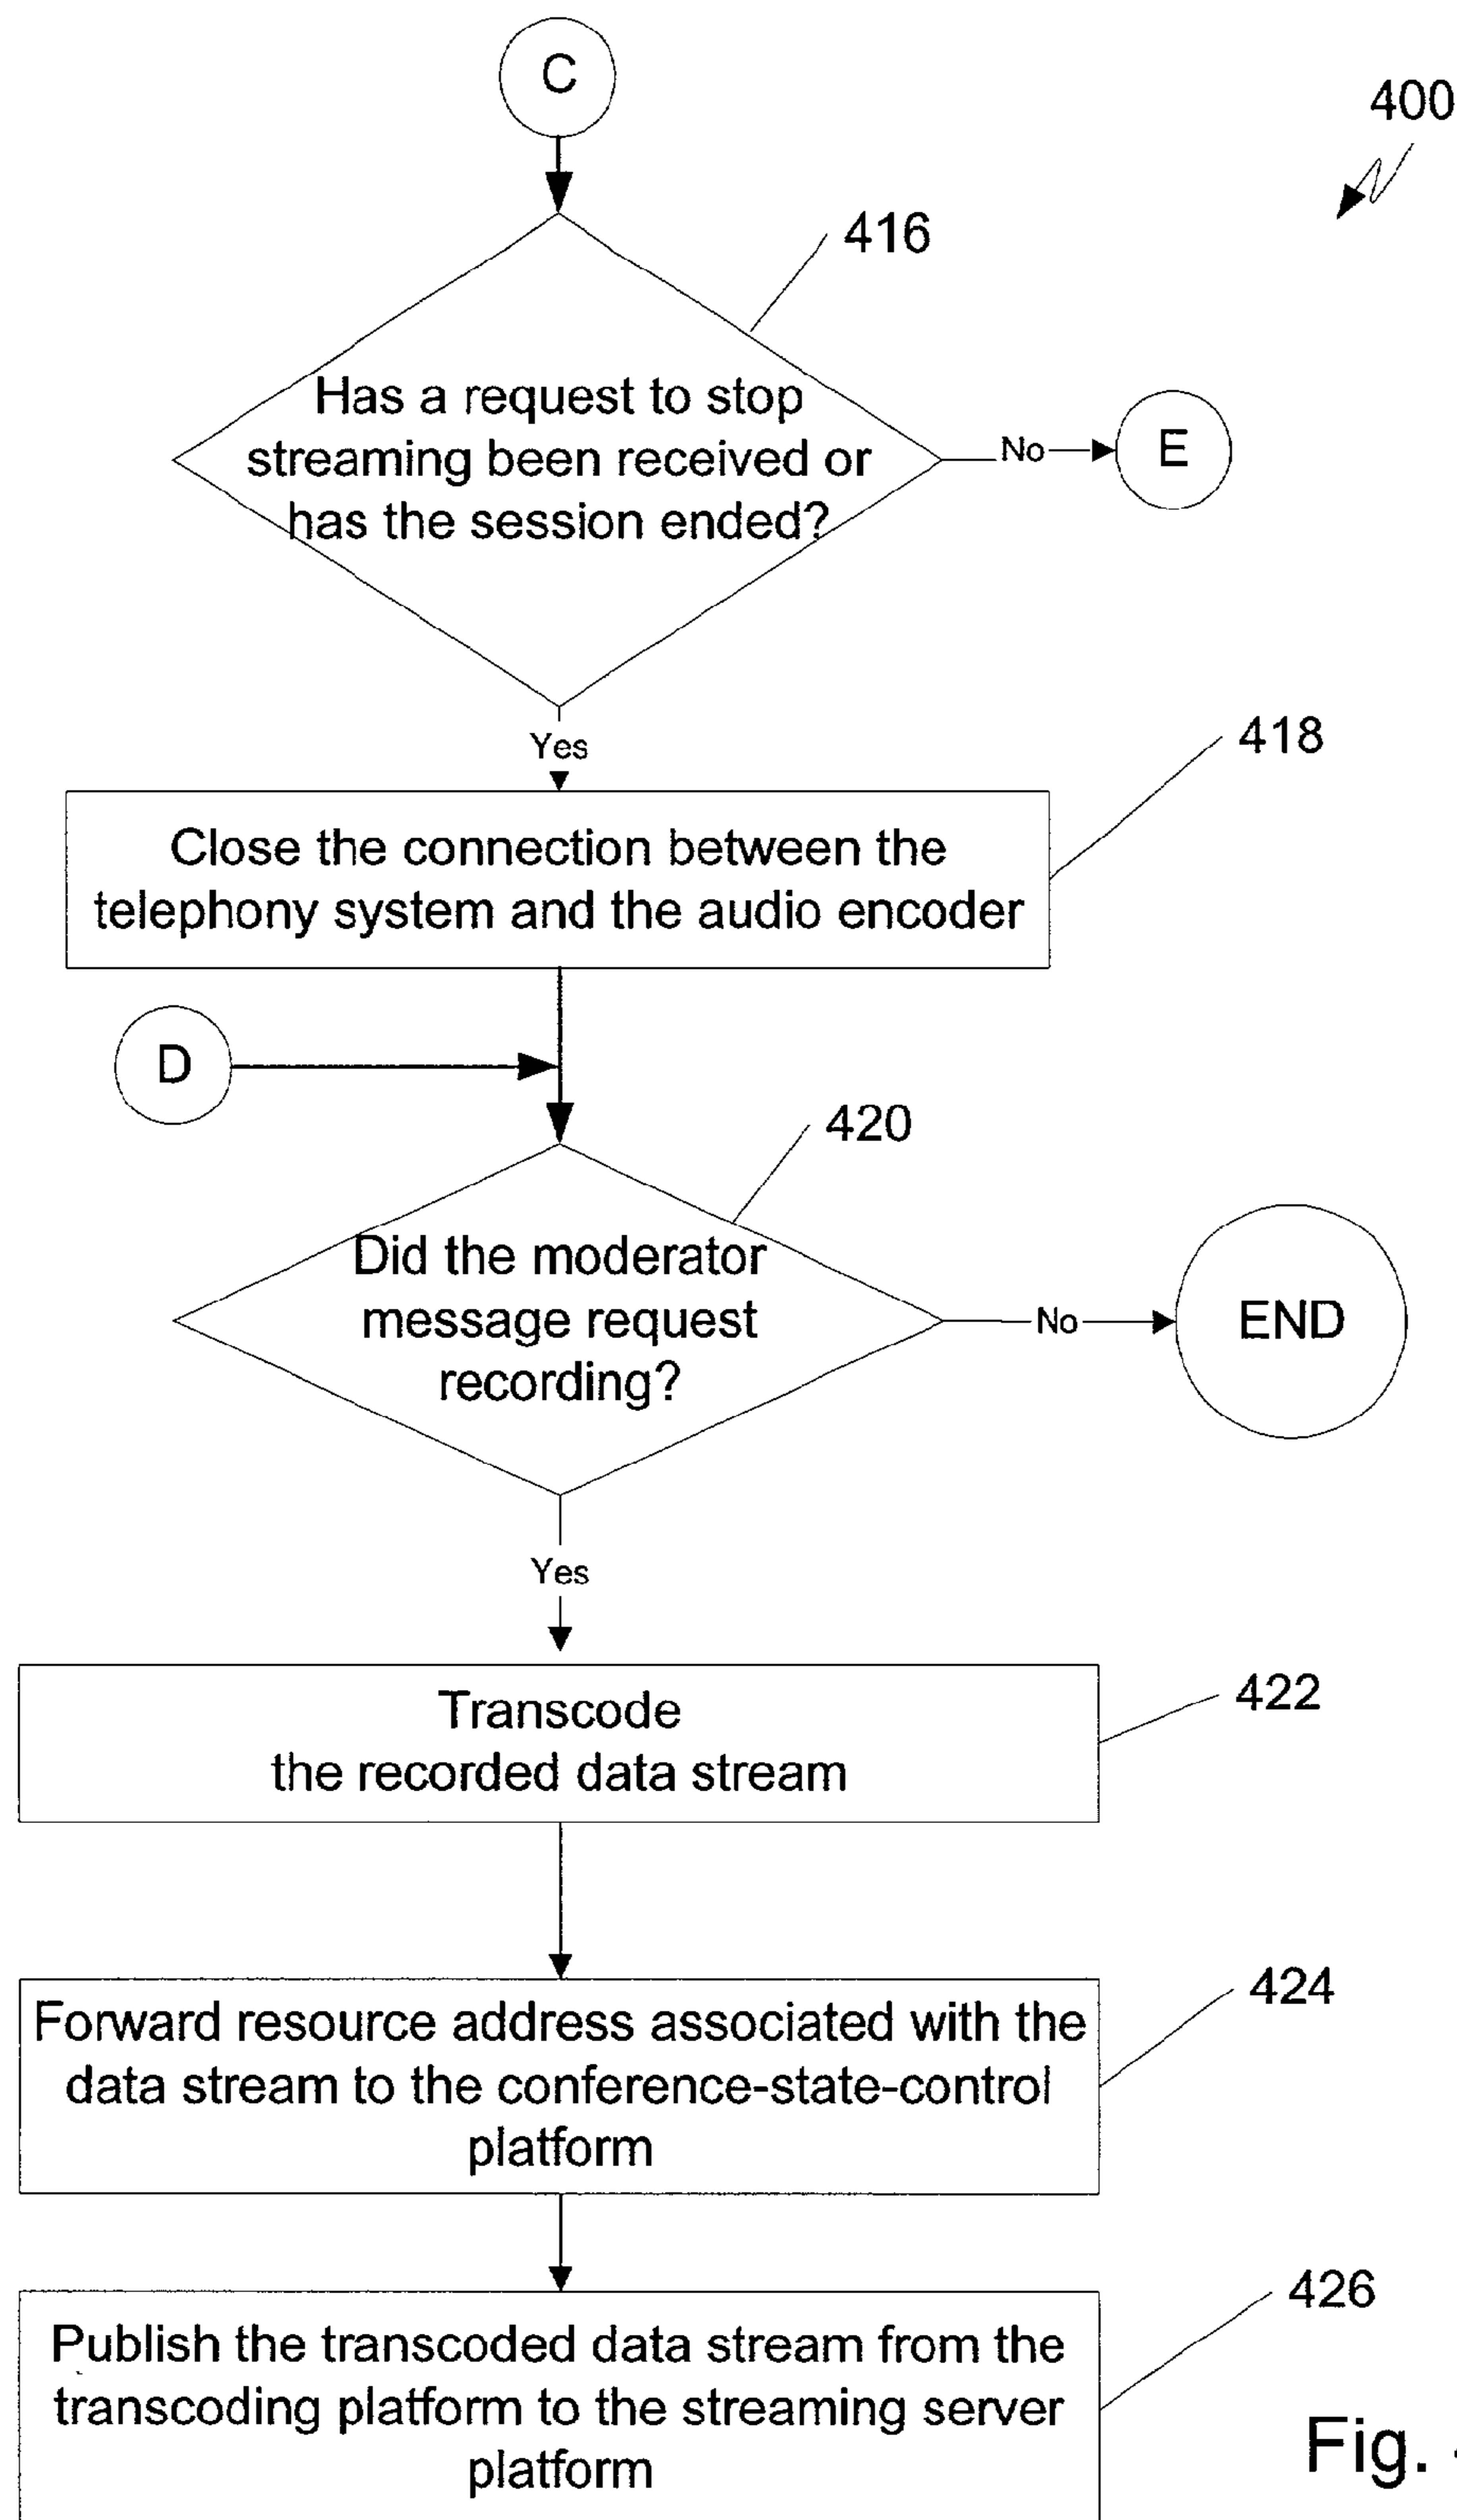 C
400
416
Has a request to stop
streaming been received or
has the session ended?
No
E
Yes
418
Close the connection between the
telephony system and the audio encoder
D
420
Did the moderator
message request
recording?
No
END
Yes
Transcode
the recorded data stream
422
Forward resource address associated with the
data stream to the conference-state-control
platform
424
Publish the transcoded data stream from the
transcoding platform to the streaming server
platform
426
Fig.